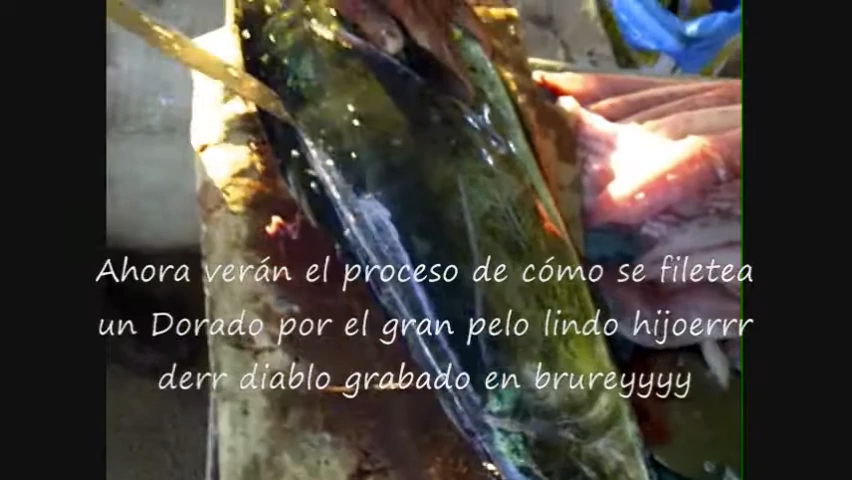 Ahora verán el proceso de cómo se filetea
un Dorado por el gran pelo lindo hijoerrr
derr diablo grabado en brureyyyy